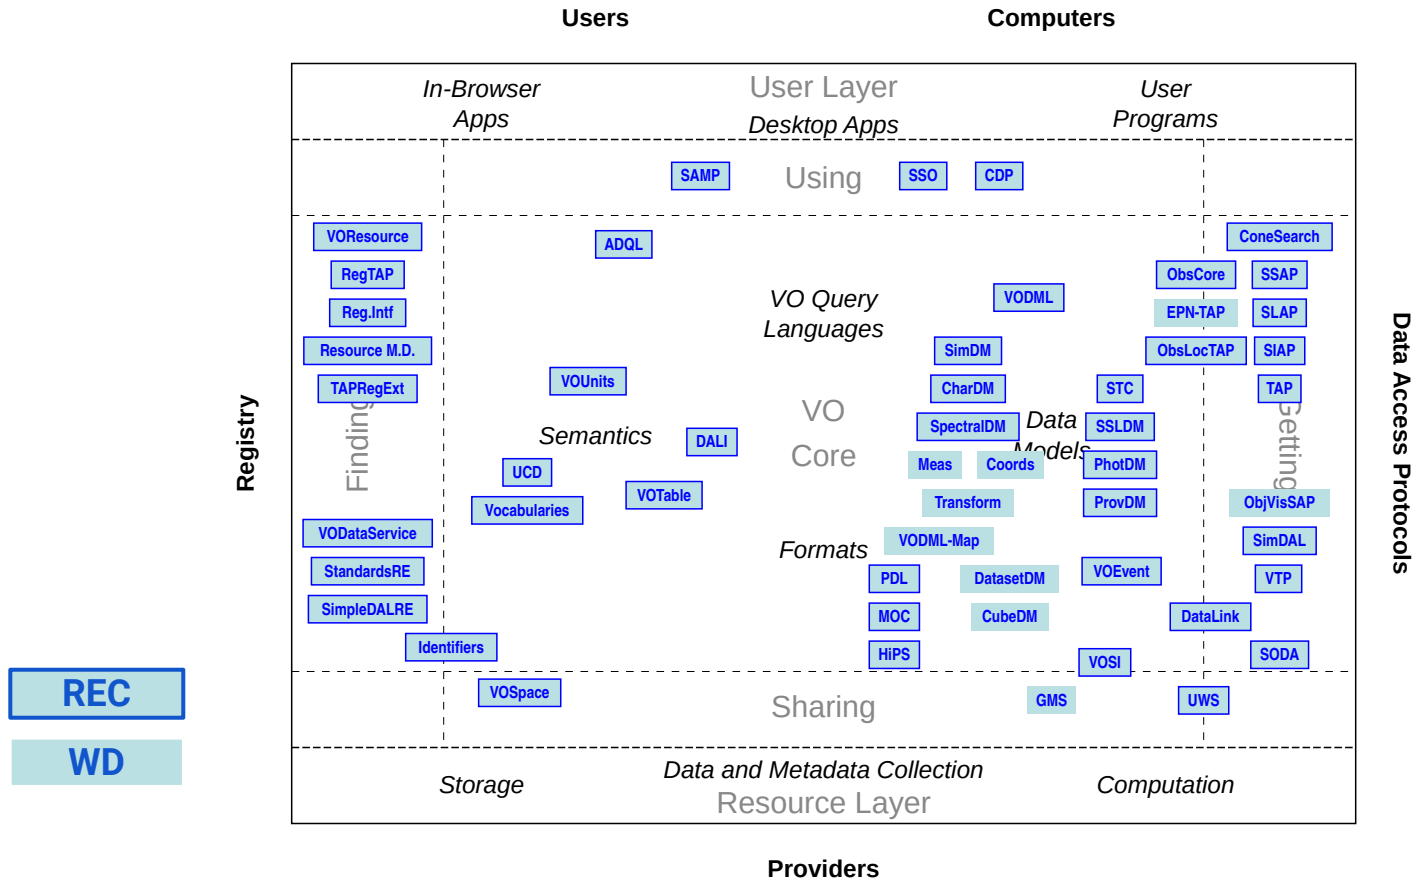 Users
Computers
In-Browser
Apps
User Layer
Desktop Apps
User
Programs
SAMP
Using
SSO
CDP
VOResource
RegTAP
Reg.Intf
Resource M.D.
TAPRegExt
Finding
VODataService
StandardsRE
SimpleDALRE
Identifiers
Registry
ADQL
VOUnits
Semantics
DALI
UCD
VOTable
Vocabularies
VO Query
Languages
VO
Core
Formats
VODML
SimDM
CharDM
SpectralDM
Data
Models
Meas
Coords
Transform
VODML-Map
PDL
DatasetDM
MOC
CubeDM
HiPS
ObsCore
EPN-TAP
ObsLocTAP
STC
SSLDM
PhotDM
ProvDM
VOEvent
DataLink
VOSI
ConeSearch
SSAP
SLAP
SIAP
TAP
Getting
ObjVisSAP
SimDAL
VTP
SODA
Data Access Protocols
REC
WD
VOSpace
Sharing
GMS
UWS
Storage
Data and Metadata Collection
Resource Layer
Computation
Providers